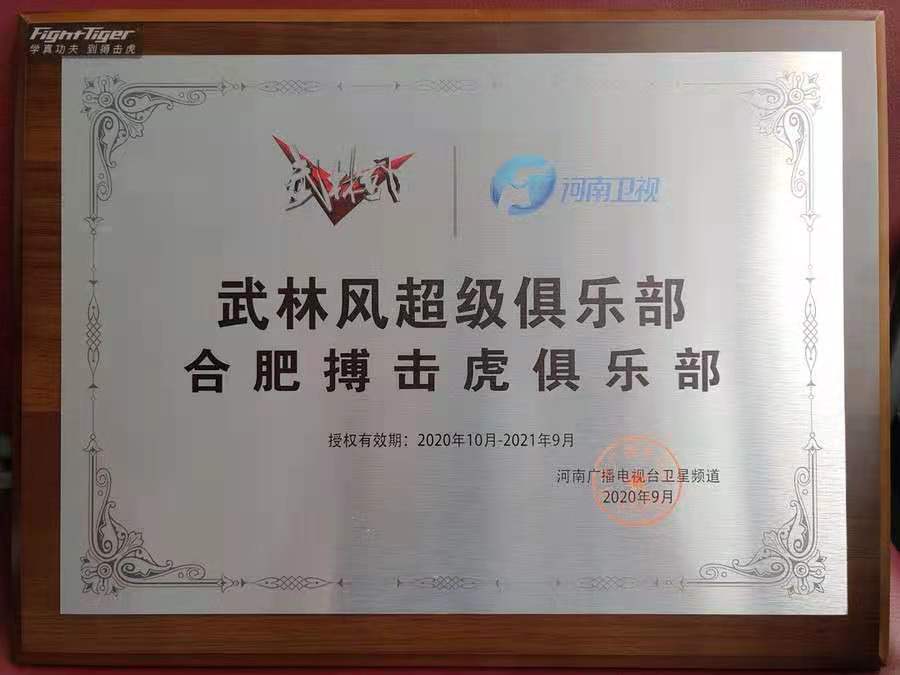 FightTiger
学真功夫 到搏击虎
武林风
河南卫视
武林风超级俱乐部
合肥搏击虎俱乐部
授权有效期：2020年10月-2021年9月
河南广播电视台卫星频道
2020年9月